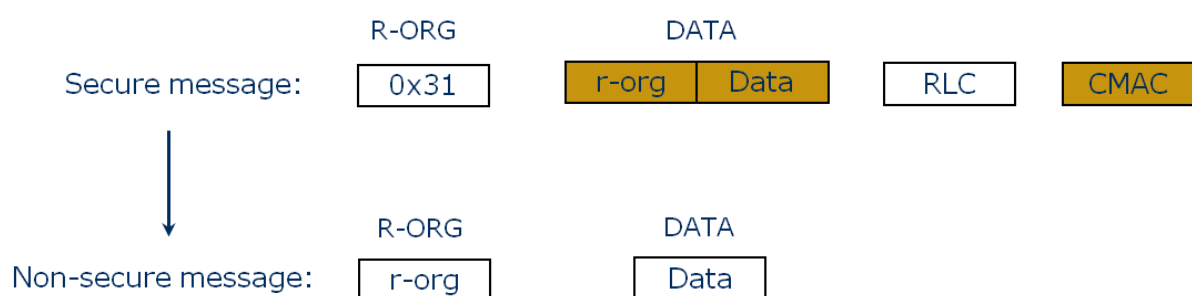 R-ORG DATA
Secure message: 0x31 r-org Data RLC CMAC
R-ORG DATA
Non-secure message: r-org Data